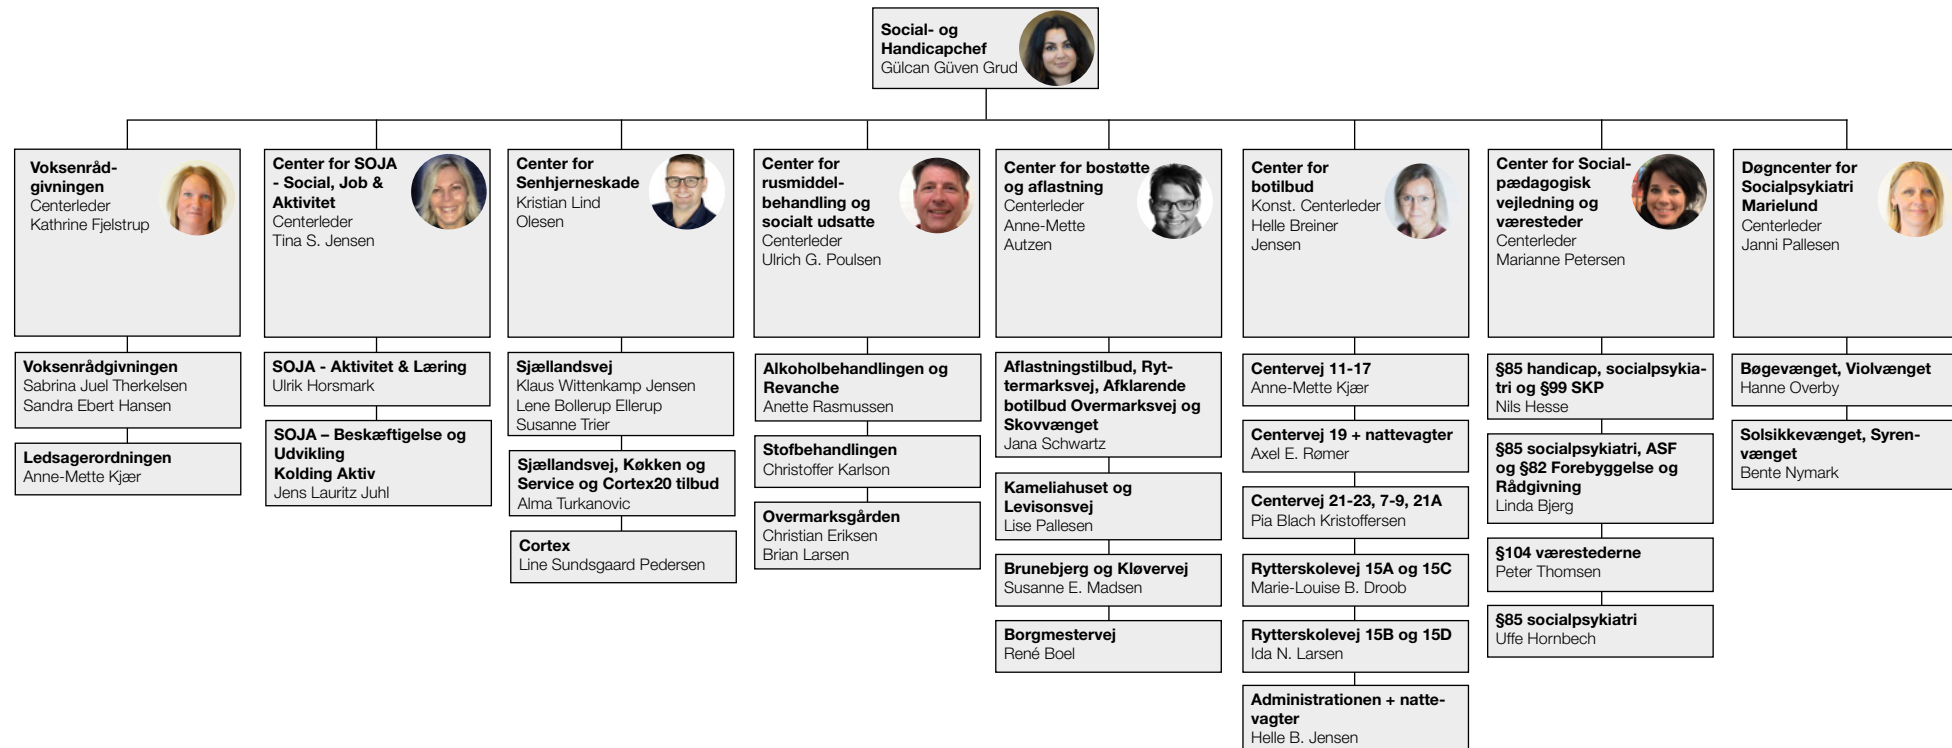 Social- og
Handicapchef
Gülcan Güven Grud
Voksenråd-
givningen
Centerleder
Kathrine Fjelstrup
Voksenrådgivningen
Sabrina Juel Therkelsen
Sandra Ebert Hansen
Ledsagerordningen
Anne-Mette Kjær
Center for SOJA
- Social, Job &
Aktivitet
Centerleder
Tina S. Jensen
SOJA - Aktivitet & Læring
Ulrik Horsmark
SOJA – Beskæftigelse og
Udvikling
Kolding Aktiv
Jens Lauritz Juhl
Center for
Senhjerneskade
Kristian Lind
Olesen
Sjællandsvej
Klaus Wittenkamp Jensen
Lene Bollerup Ellerup
Susanne Trier
Sjællandsvej, Køkken og
Service og Cortex20 tilbud
Alma Turkanovic
Cortex
Line Sundsgaard Pedersen
Center for
rusmiddel-
behandling og
socialt udsatte
Centerleder
Ulrich G. Poulsen
Alkoholbehandlingen og
Revanche
Anette Rasmussen
Stofbehandlingen
Christoffer Karlson
Overmarksgården
Christian Eriksen
Brian Larsen
Center for bostøtte
og aflastning
Centerleder
Anne-Mette
Autzen
Aflastningstilbud, Ryt-
termarksvej, Afklarende
botilbud Overmarksvej og
Skovvænget
Jana Schwartz
Kameliahuset og
Levisonsvej
Lise Pallesen
Brunebjerg og Kløvervej
Susanne E. Madsen
Borgmestervej
René Boel
Center for
botilbud
Konst. Centerleder
Helle Breiner
Jensen
Centervej 11-17
Anne-Mette Kjær
Centervej 19 + nattevagter
Axel E. Rømer
Centervej 21-23, 7-9, 21A
Pia Blach Kristoffersen
Rytterskolevej 15A og 15C
Marie-Louise B. Droob
Rytterskolevej 15B og 15D
Ida N. Larsen
Administrationen + natte-
vagter
Helle B. Jensen
Center for Social-
pædagogisk
vejledning og
væresteder
Centerleder
Marianne Petersen
§85 handicap, socialpsykia-
tri og §99 SKP
Nils Hesse
§85 socialpsykiatri, ASF
og §82 Forebyggelse og
Rådgivning
Linda Bjerg
§104 værestederne
Peter Thomsen
§85 socialpsykiatri
Uffe Hornbech
Døgncenter for
Socialpsykiatri
Marielund
Centerleder
Janni Pallesen
Bøgevænget, Violvænget
Hanne Overby
Solsikkevænget, Syren-
vænget
Bente Nymark